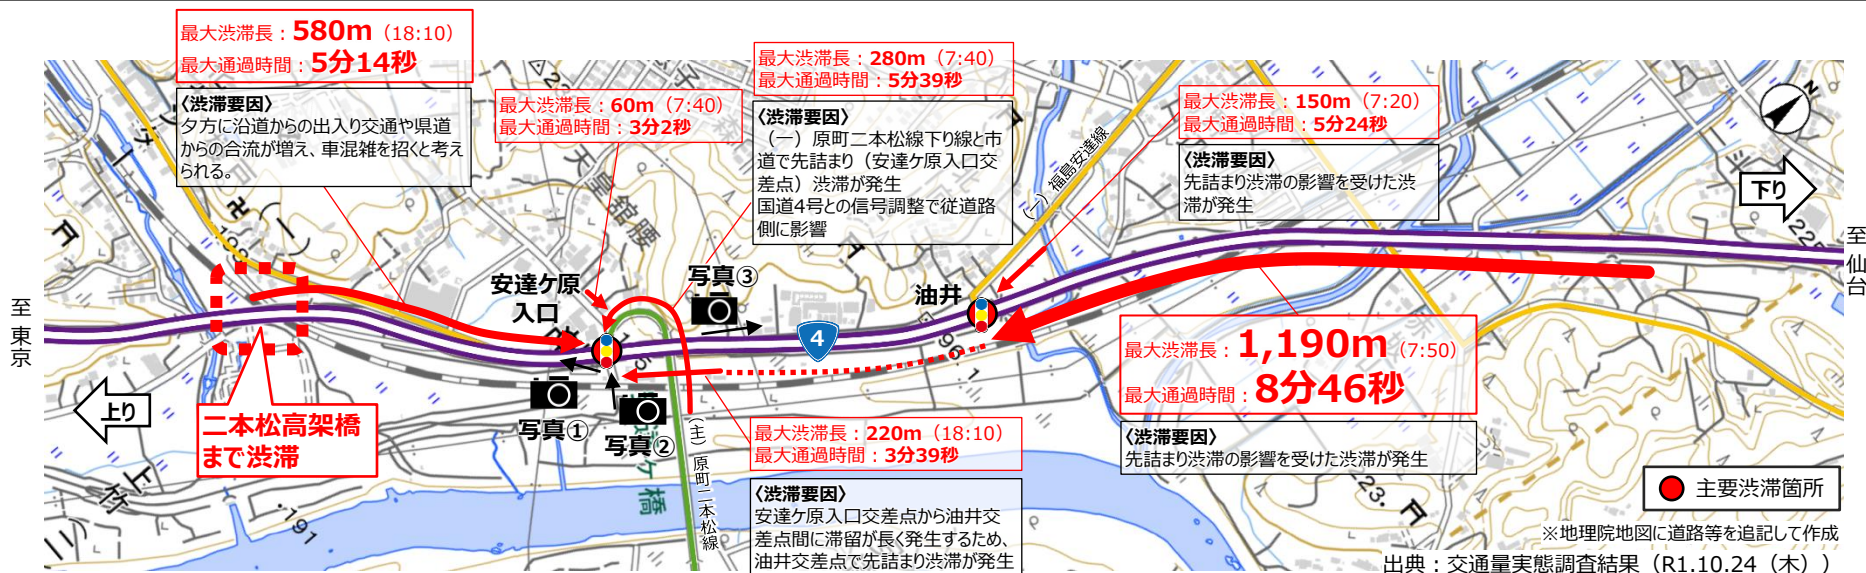 最大渋滞長：580m（18:10）
最大通過時間：5分14秒
〈渋滞要因〉
夕方に沿道からの出入り交通や県道
からの合流が増え、車混雑を招くと考え
られる。
最大渋滞長：60m（7:40）
最大通過時間：3分2秒
最大渋滞長：280m（7:40）
最大通過時間：5分39秒
〈渋滞要因〉
（一）原町二本松線下り線と市
道で先詰まり（安達ケ原入口交
差点）渋滞が発生
国道4号との信号調整で従道路
側に影響
最大渋滞長：150m（7:20）
最大通過時間：5分24秒
〈渋滞要因〉
先詰まり渋滞の影響を受けた渋
滞が発生
N
下り
至仙台
至東京
上り
（一）福島安達線
安達ケ原
入口
写真③
油井
4
写真①
写真②
二本松高架橋
まで渋滞
（主）原町二本松線
最大渋滞長：1,190m（7:50）
最大通過時間：8分46秒
〈渋滞要因〉
先詰まり渋滞の影響を受けた渋滞が発生
最大渋滞長：220m（18:10）
最大通過時間：3分39秒
〈渋滞要因〉
安達ケ原入口交差点から油井交
差点間に滞留が長く発生するため、
油井交差点で先詰まり渋滞が発生
・191
223.
主要渋滞箇所
※地理院地図に道路等を追記して作成
出典：交通量実態調査結果（R1.10.24（木））